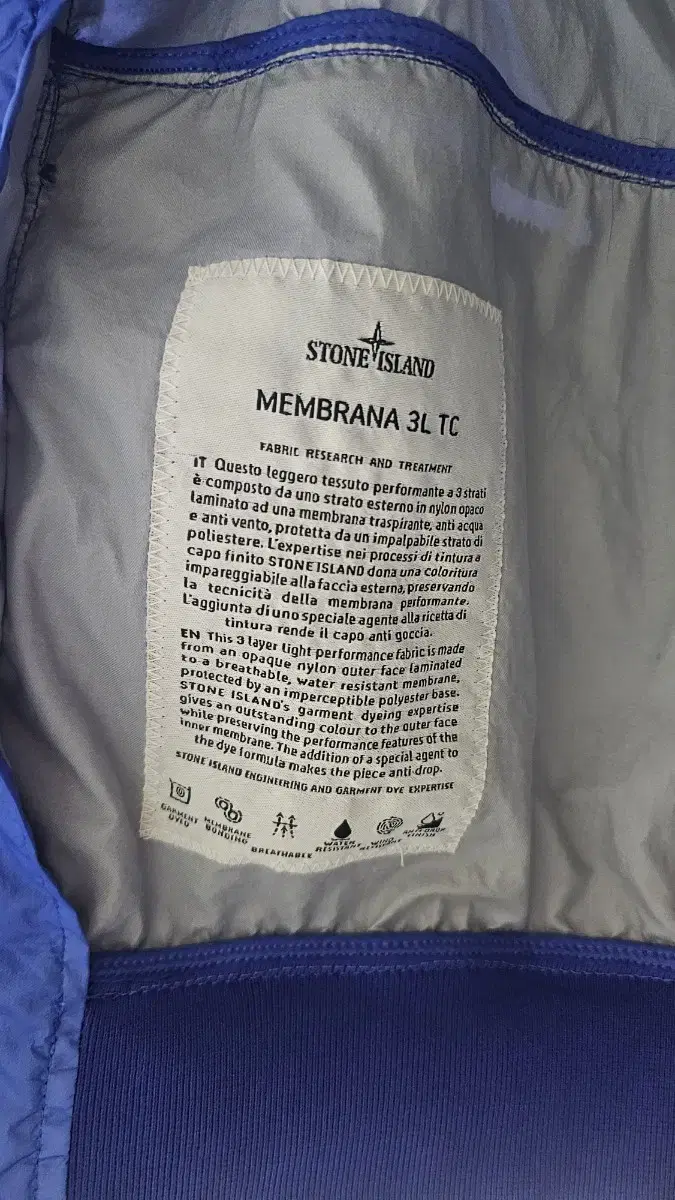 STONE ISLAND
MEMBRANA 3L TC
FABRIC RESEARCH AND TREATMENT
IT Questo leggero tessuto performante a 3 strati
è composto da uno strato esterno in nylon opaco
laminato ad una membrana traspirante, anti acqua
e anti vento, protetta da un impalpabile strato di
poliestere. L'expertise nei processi di tintura a
capo finito STONE ISLAND dona una coloritura
impareggiabile alla faccia esterna, preservando
la tecnicità della membrana performante.
L'aggiunta di uno speciale agente alla ricetta di
tintura rende il capo anti goccia.
EN This 3 layer light performance fabric is made
from an opaque nylon outer face laminated
to a breathable, water resistant membrane,
protected by an imperceptible polyester base.
STONE ISLAND's garment dyeing expertise
gives an outstanding colour to the outer face
while preserving the performance features of the
inner membrane. The addition of a special agent to
the dye formula makes the piece anti-drop.
STONE ISLAND ENGINEERING AND GARMENT DYE EXPERTISE
GARMENT
DYED
MEMBRANE
BONDING
BREATHABLE
WATER
RESISTANT
WIND
ANTI-DROP
FINISH